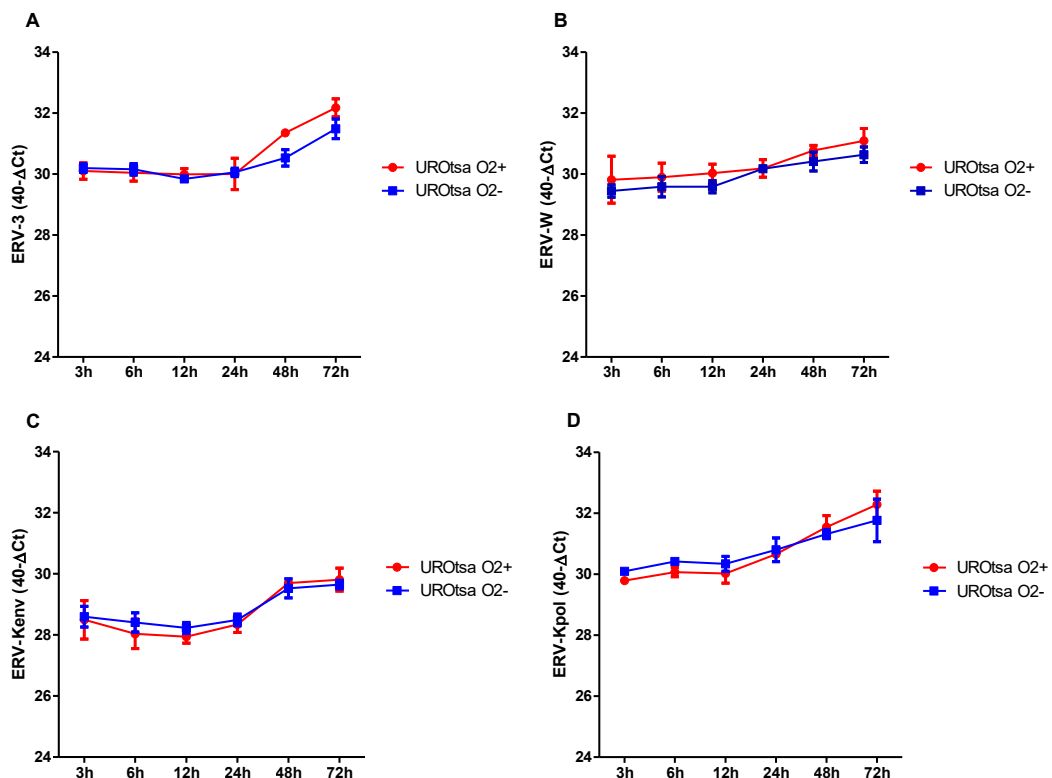 A
ERV-3 (40-ΔCt)
34
32
30
28
26
24
3h 6h 12h 24h 48h 72h
UROtsa O2+
UROtsa O2-
B
ERV-W (40-ΔCt)
34
32
30
28
26
24
3h 6h 12h 24h 48h 72h
UROtsa O2+
UROtsa O2-
C
ERV-Kenv (40-ΔCt)
34
32
30
28
26
24
3h 6h 12h 24h 48h 72h
UROtsa O2+
UROtsa O2-
D
ERV-Kpol (40-ΔCt)
34
32
30
28
26
24
3h 6h 12h 24h 48h 72h
UROtsa O2+
UROtsa O2-